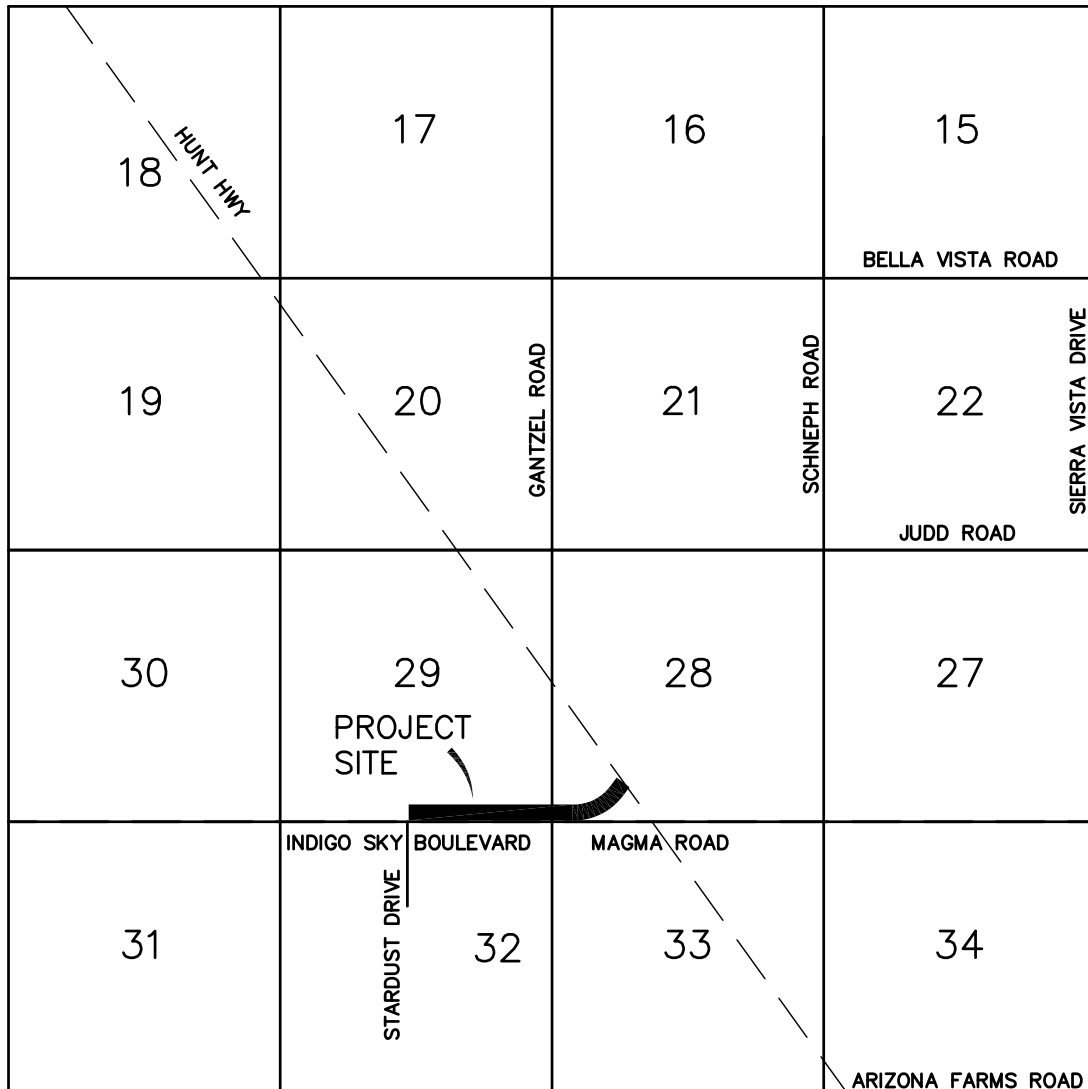 17
16
15
18
HUNT HWY
BELLA VISTA ROAD
19
20
GANTZEL ROAD
21
SCHNEPH ROAD
22
SIERRA VISTA DRIVE
JUDD ROAD
30
29
28
27
PROJECT
SITE
INDIGO SKY BOULEVARD
MAGMA ROAD
STARDUST DRIVE
31
32
33
34
ARIZONA FARMS ROAD